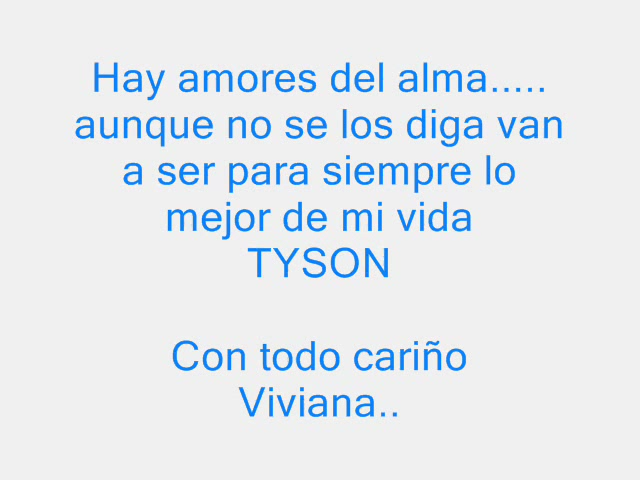 Hay amores del alma.....
aunque no se los diga van
a ser para siempre lo
mejor de mi vida
TYSON
Con todo cariño
Viviana..